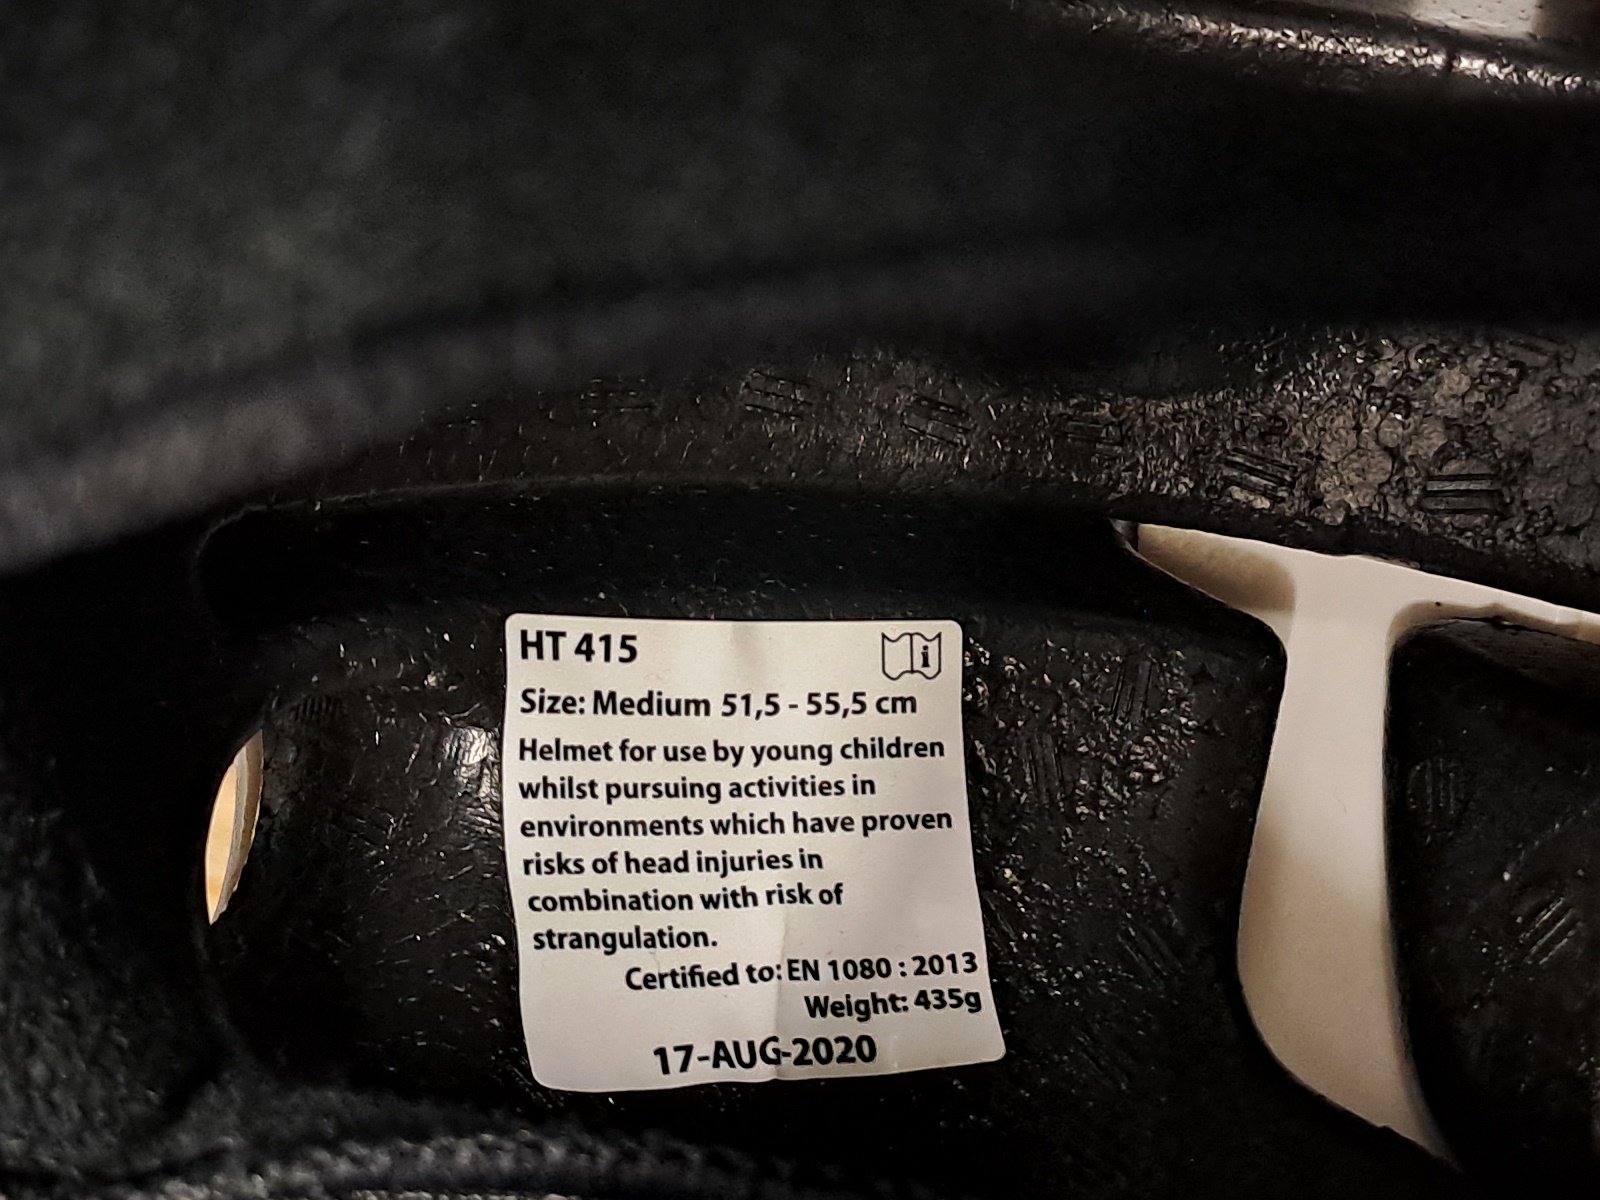 HT 415
i
Size: Medium 51,5 - 55,5 cm
Helmet for use by young children
whilst pursuing activities in
environments which have proven
risks of head injuries in
combination with risk of
strangulation.
Certified to: EN 1080 : 2013
Weight: 435g
17-AUG-2020